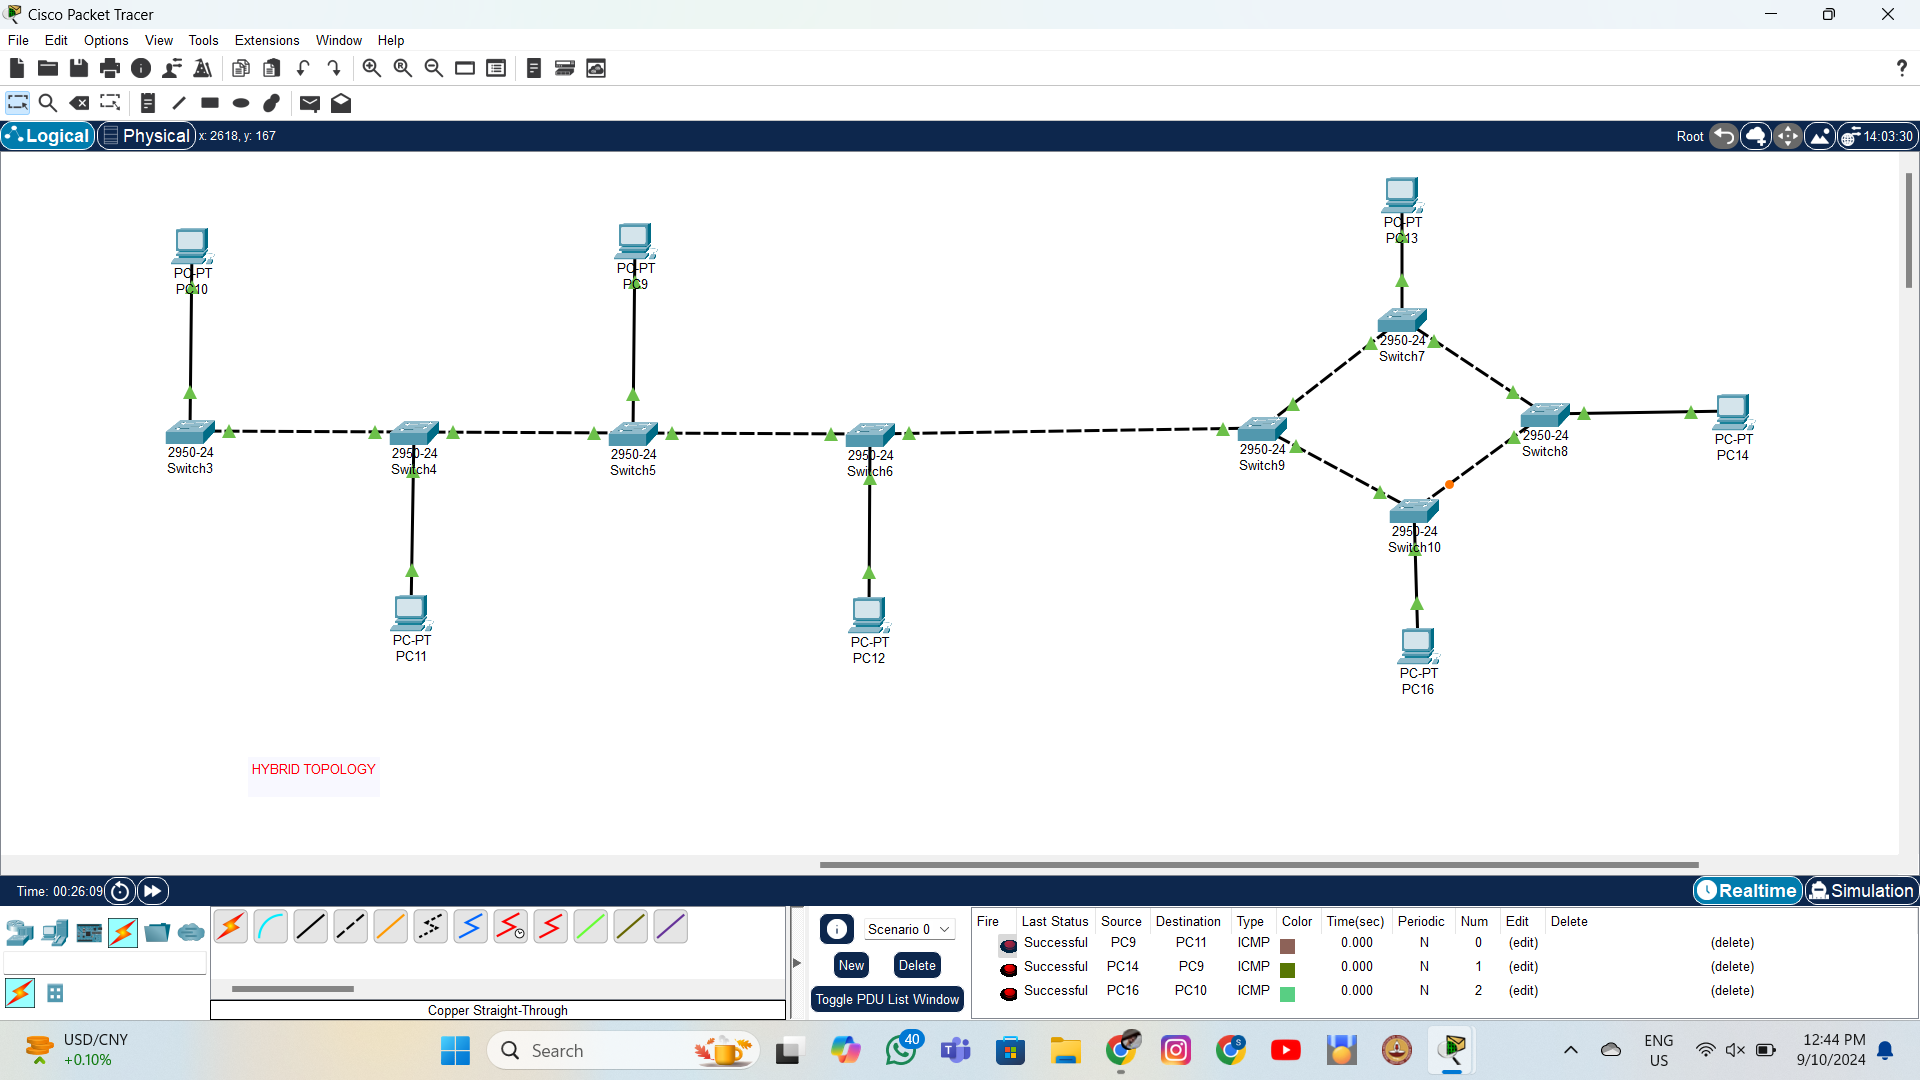 Cisco Packet Tracer
File Edit Options View Tools Extensions Window Help
?
Logical Physical x: 2618, y: 167 Root 14:03:30
PC-PT
PC13
PC-PT
PC10
PC-PT
PC9
2950-24
Switch7
2950-24
Switch3
2950-24
Switch4
2950-24
Switch5
2950-24
Switch6
2950-24
Switch9
2950-24
Switch8
PC-PT
PC14
2950-24
Switch10
PC-PT
PC11
PC-PT
PC12
PC-PT
PC16
HYBRID TOPOLOGY
Time: 00:26:09 Realtime Simulation
Scenario 0
New Delete
Toggle PDU List Window
Copper Straight-Through
Fire Last Status Source Destination Type Color Time(sec) Periodic Num Edit Delete
Successful PC9 PC11 ICMP 0.000 N 0 (edit) (delete)
Successful PC14 PC9 ICMP 0.000 N 1 (edit) (delete)
Successful PC16 PC10 ICMP 0.000 N 2 (edit) (delete)
USD/CNY
+0.10%
Search
40
S
ENG
US
12:44 PM
9/10/2024